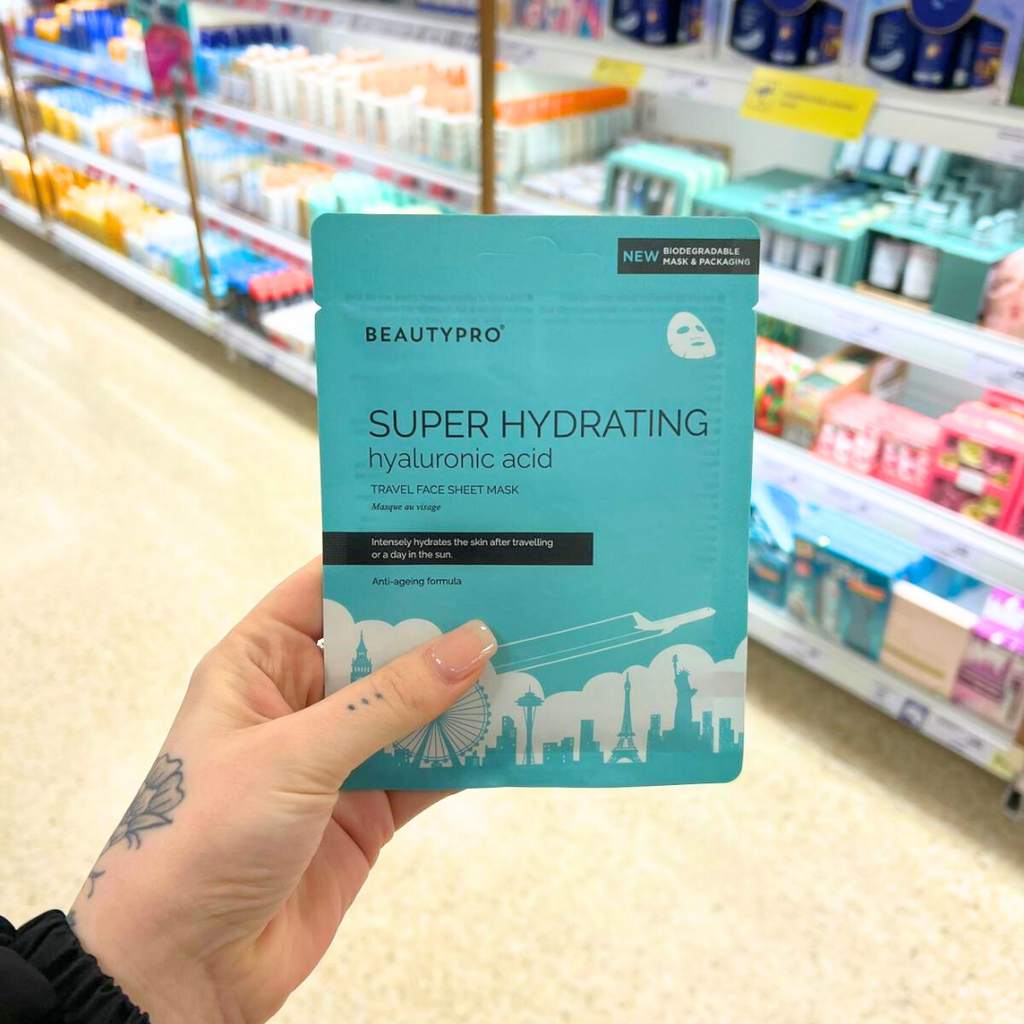 NEW BIODEGRADABLE
MASK & PACKAGING
BEAUTYPRO®
SUPER HYDRATING
hyaluronic acid
TRAVEL FACE SHEET MASK
Masque au visage
Intensely hydrates the skin after travelling
or a day in the sun.
Anti-ageing formula